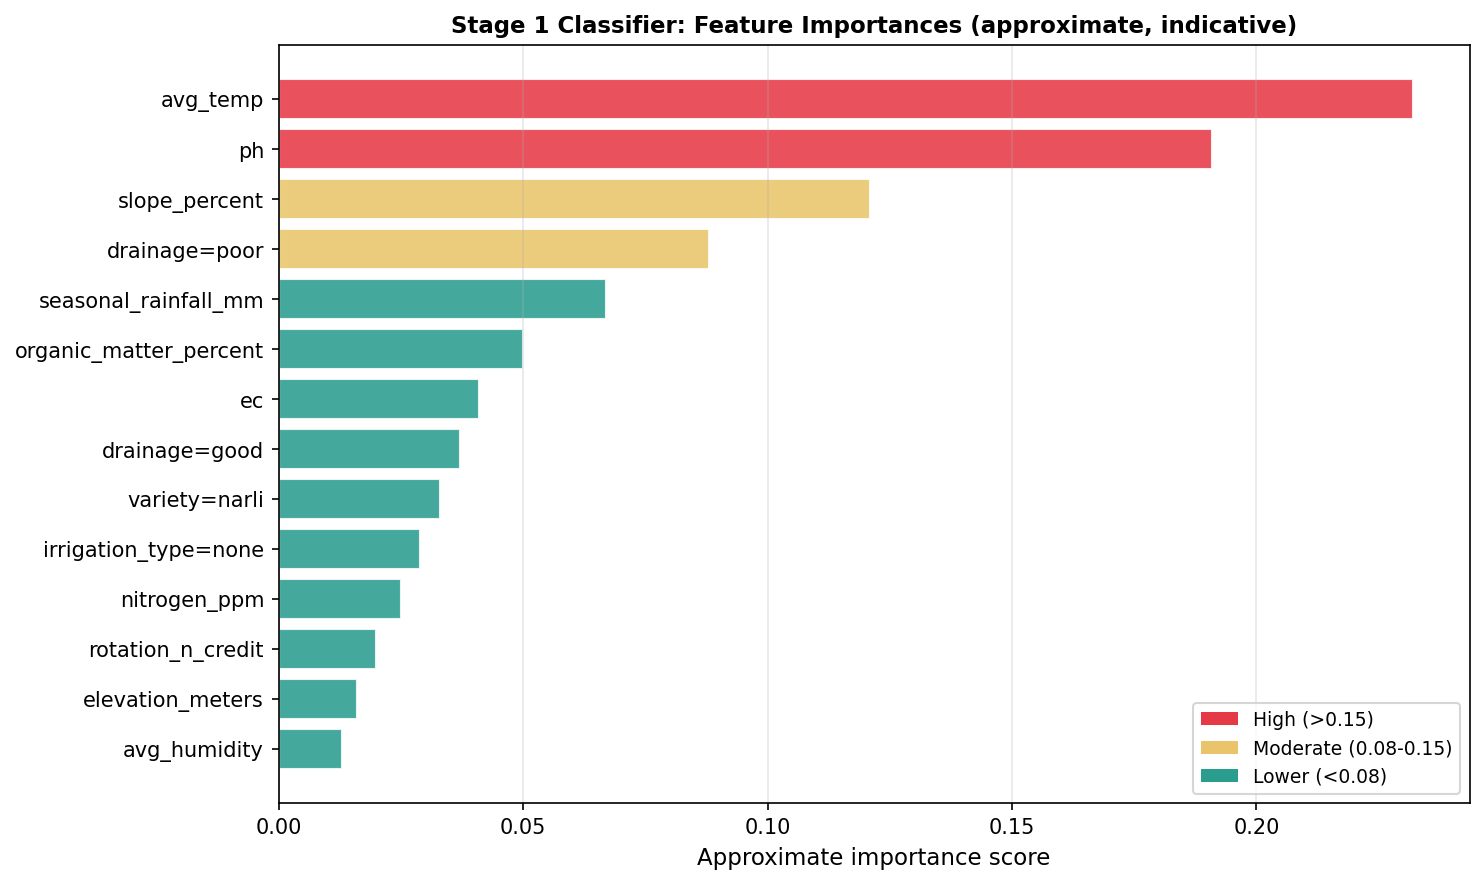 Stage 1 Classifier: Feature Importances (approximate, indicative)
avg_temp
ph
slope_percent
drainage=poor
seasonal_rainfall_mm
organic_matter_percent
ec
drainage=good
variety=narli
irrigation_type=none
nitrogen_ppm
rotation_n_credit
elevation_meters
avg_humidity
High (>0.15)
Moderate (0.08-0.15)
Lower (<0.08)
0.00 0.05 0.10 0.15 0.20
Approximate importance score